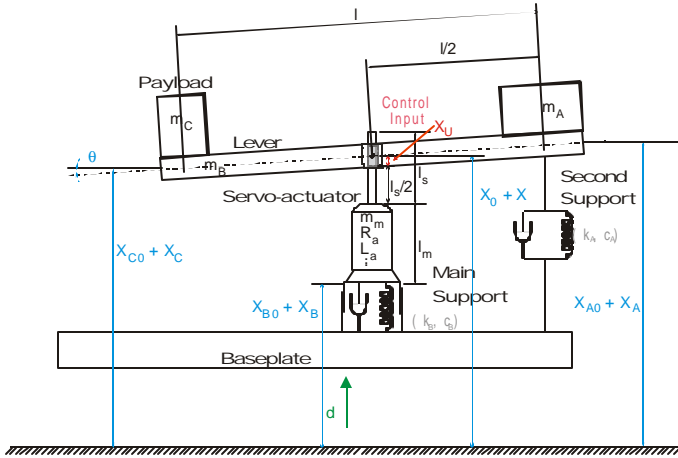 l
l/2
Payload
m_C
m_A
Control
Input
X_U
Lever
θ
m_B
l_s
Servo-actuator
l_s/2
Second
Support
X_0 + X
m_m
R_a
L_a
l_m
(k_A, c_A)
X_C0 + X_C
Main
Support
X_B0 + X_B
X_A0 + X_A
(k_B, c_B)
Baseplate
d